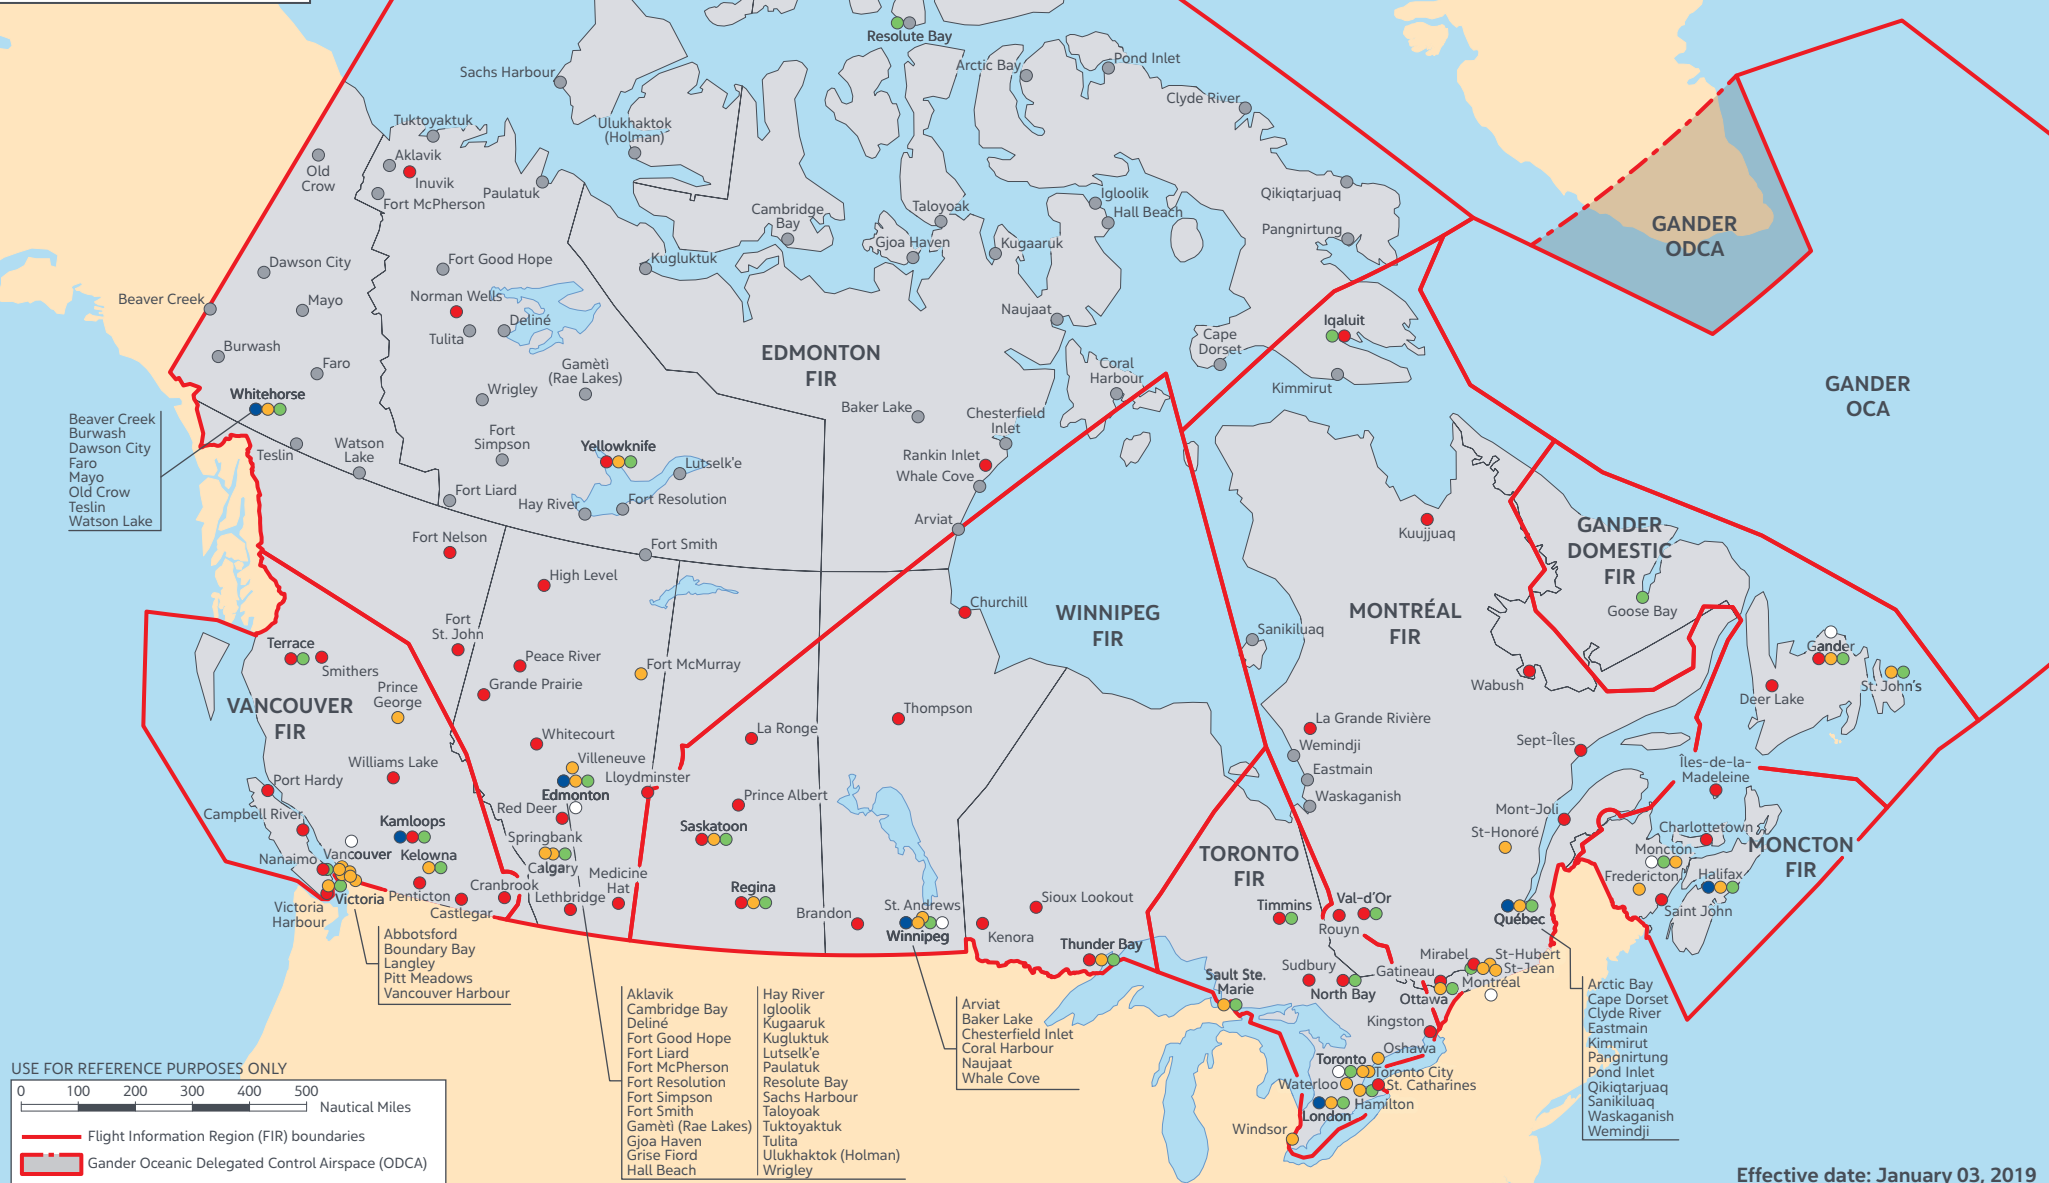 Resolute Bay
Sachs Harbour
Arctic Bay
Pond Inlet
Clyde River
Tuktoyaktuk
Ulukhaktok
(Holman)
Old
Crow
Aklavik
Inuvik
Paulatuk
Fort McPherson
Qikiqtarjuaq
Igloolik
Hall Beach
Taloyoak
Cambridge
Bay
Pangnirtung
GANDER
ODCA
Gjoa Haven
Kugaaruk
Kugluktuk
Dawson City
Fort Good Hope
Beaver Creek
Mayo
Norman Wells
Deliné
Tulita
Naujaat
Iqaluit
Cape
Dorset
Burwash
Faro
EDMONTON
FIR
Gamètì
(Rae Lakes)
Coral
Harbour
Kimmirut
GANDER
OCA
Whitehorse
Wrigley
Baker Lake
Chesterfield
Inlet
Beaver Creek
Burwash
Dawson City
Faro
Mayo
Old Crow
Teslin
Watson Lake
Teslin
Watson
Lake
Fort
Simpson
Yellowknife
Lutselk'e
Rankin Inlet
Whale Cove
Fort Liard
Hay River
Fort Resolution
Arviat
Kuujjuaq
GANDER
DOMESTIC
FIR
Goose Bay
Fort Nelson
Fort Smith
High Level
Churchill
WINNIPEG
FIR
MONTRÉAL
FIR
Sanikiluaq
Fort
St. John
Terrace
Smithers
Peace River
Fort McMurray
Grande Prairie
Prince
George
VANCOUVER
FIR
Wabush
Gander
St. John's
Deer Lake
Thompson
La Ronge
La Grande Rivière
Whitecourt
Villeneuve
Wemindji
Sept-Îles
Îles-de-la-
Madeleine
Williams Lake
Port Hardy
Lloydminster
Eastmain
Edmonton
Prince Albert
Waskaganish
Red Deer
Mont-Joli
Campbell River
Kamloops
Saskatoon
St-Honoré
Charlottetown
Springbank
Calgary
MONCTON
FIR
Moncton
Nanaimo
Vancouver
Kelowna
TORONTO
FIR
Fredericton
Halifax
Medicine
Hat
Cranbrook
Penticton
Lethbridge
Regina
Sioux Lookout
Val-d'Or
Victoria
Victoria
Harbour
Castlegar
Brandon
St. Andrews
Winnipeg
Kenora
Timmins
Rouyn
Québec
Saint John
Abbotsford
Boundary Bay
Langley
Pitt Meadows
Vancouver Harbour
Thunder Bay
Sault Ste.
Marie
Sudbury
North Bay
Gatineau
Ottawa
Mirabel
St-Hubert
St-Jean
Montréal
Kingston
Oshawa
Toronto
Toronto City
Waterloo
St. Catharines
Hamilton
London
Windsor
Aklavik
Cambridge Bay
Deliné
Fort Good Hope
Fort Liard
Fort McPherson
Fort Resolution
Fort Simpson
Fort Smith
Gamètì (Rae Lakes)
Gjoa Haven
Grise Fiord
Hall Beach
Hay River
Igloolik
Kugaaruk
Kugluktuk
Lutselk'e
Paulatuk
Resolute Bay
Sachs Harbour
Taloyoak
Tuktoyaktuk
Tulita
Ulukhaktok (Holman)
Wrigley
Arviat
Baker Lake
Chesterfield Inlet
Coral Harbour
Naujaat
Whale Cove
Arctic Bay
Cape Dorset
Clyde River
Eastmain
Kimmirut
Pangnirtung
Pond Inlet
Qikiqtarjuaq
Sanikiluaq
Waskaganish
Wemindji
USE FOR REFERENCE PURPOSES ONLY
0 100 200 300 400 500
Nautical Miles
Flight Information Region (FIR) boundaries
Gander Oceanic Delegated Control Airspace (ODCA)
Effective date: January 03, 2019